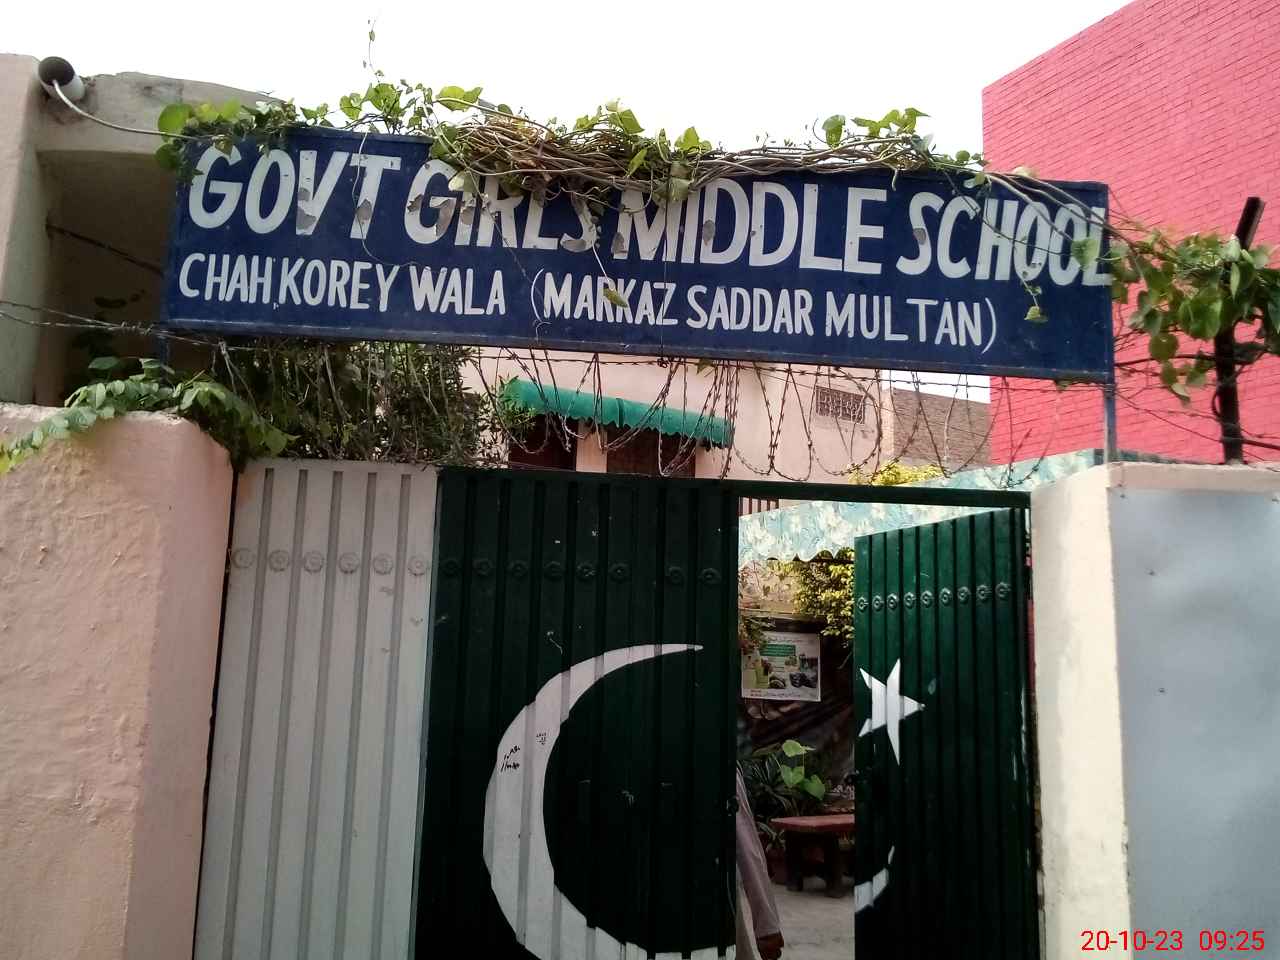 GOVT GIRLS MIDDLE SCHOOL
CHAH KOREY WALA (MARKAZ SADDAR MULTAN)
20-10-23 09:25